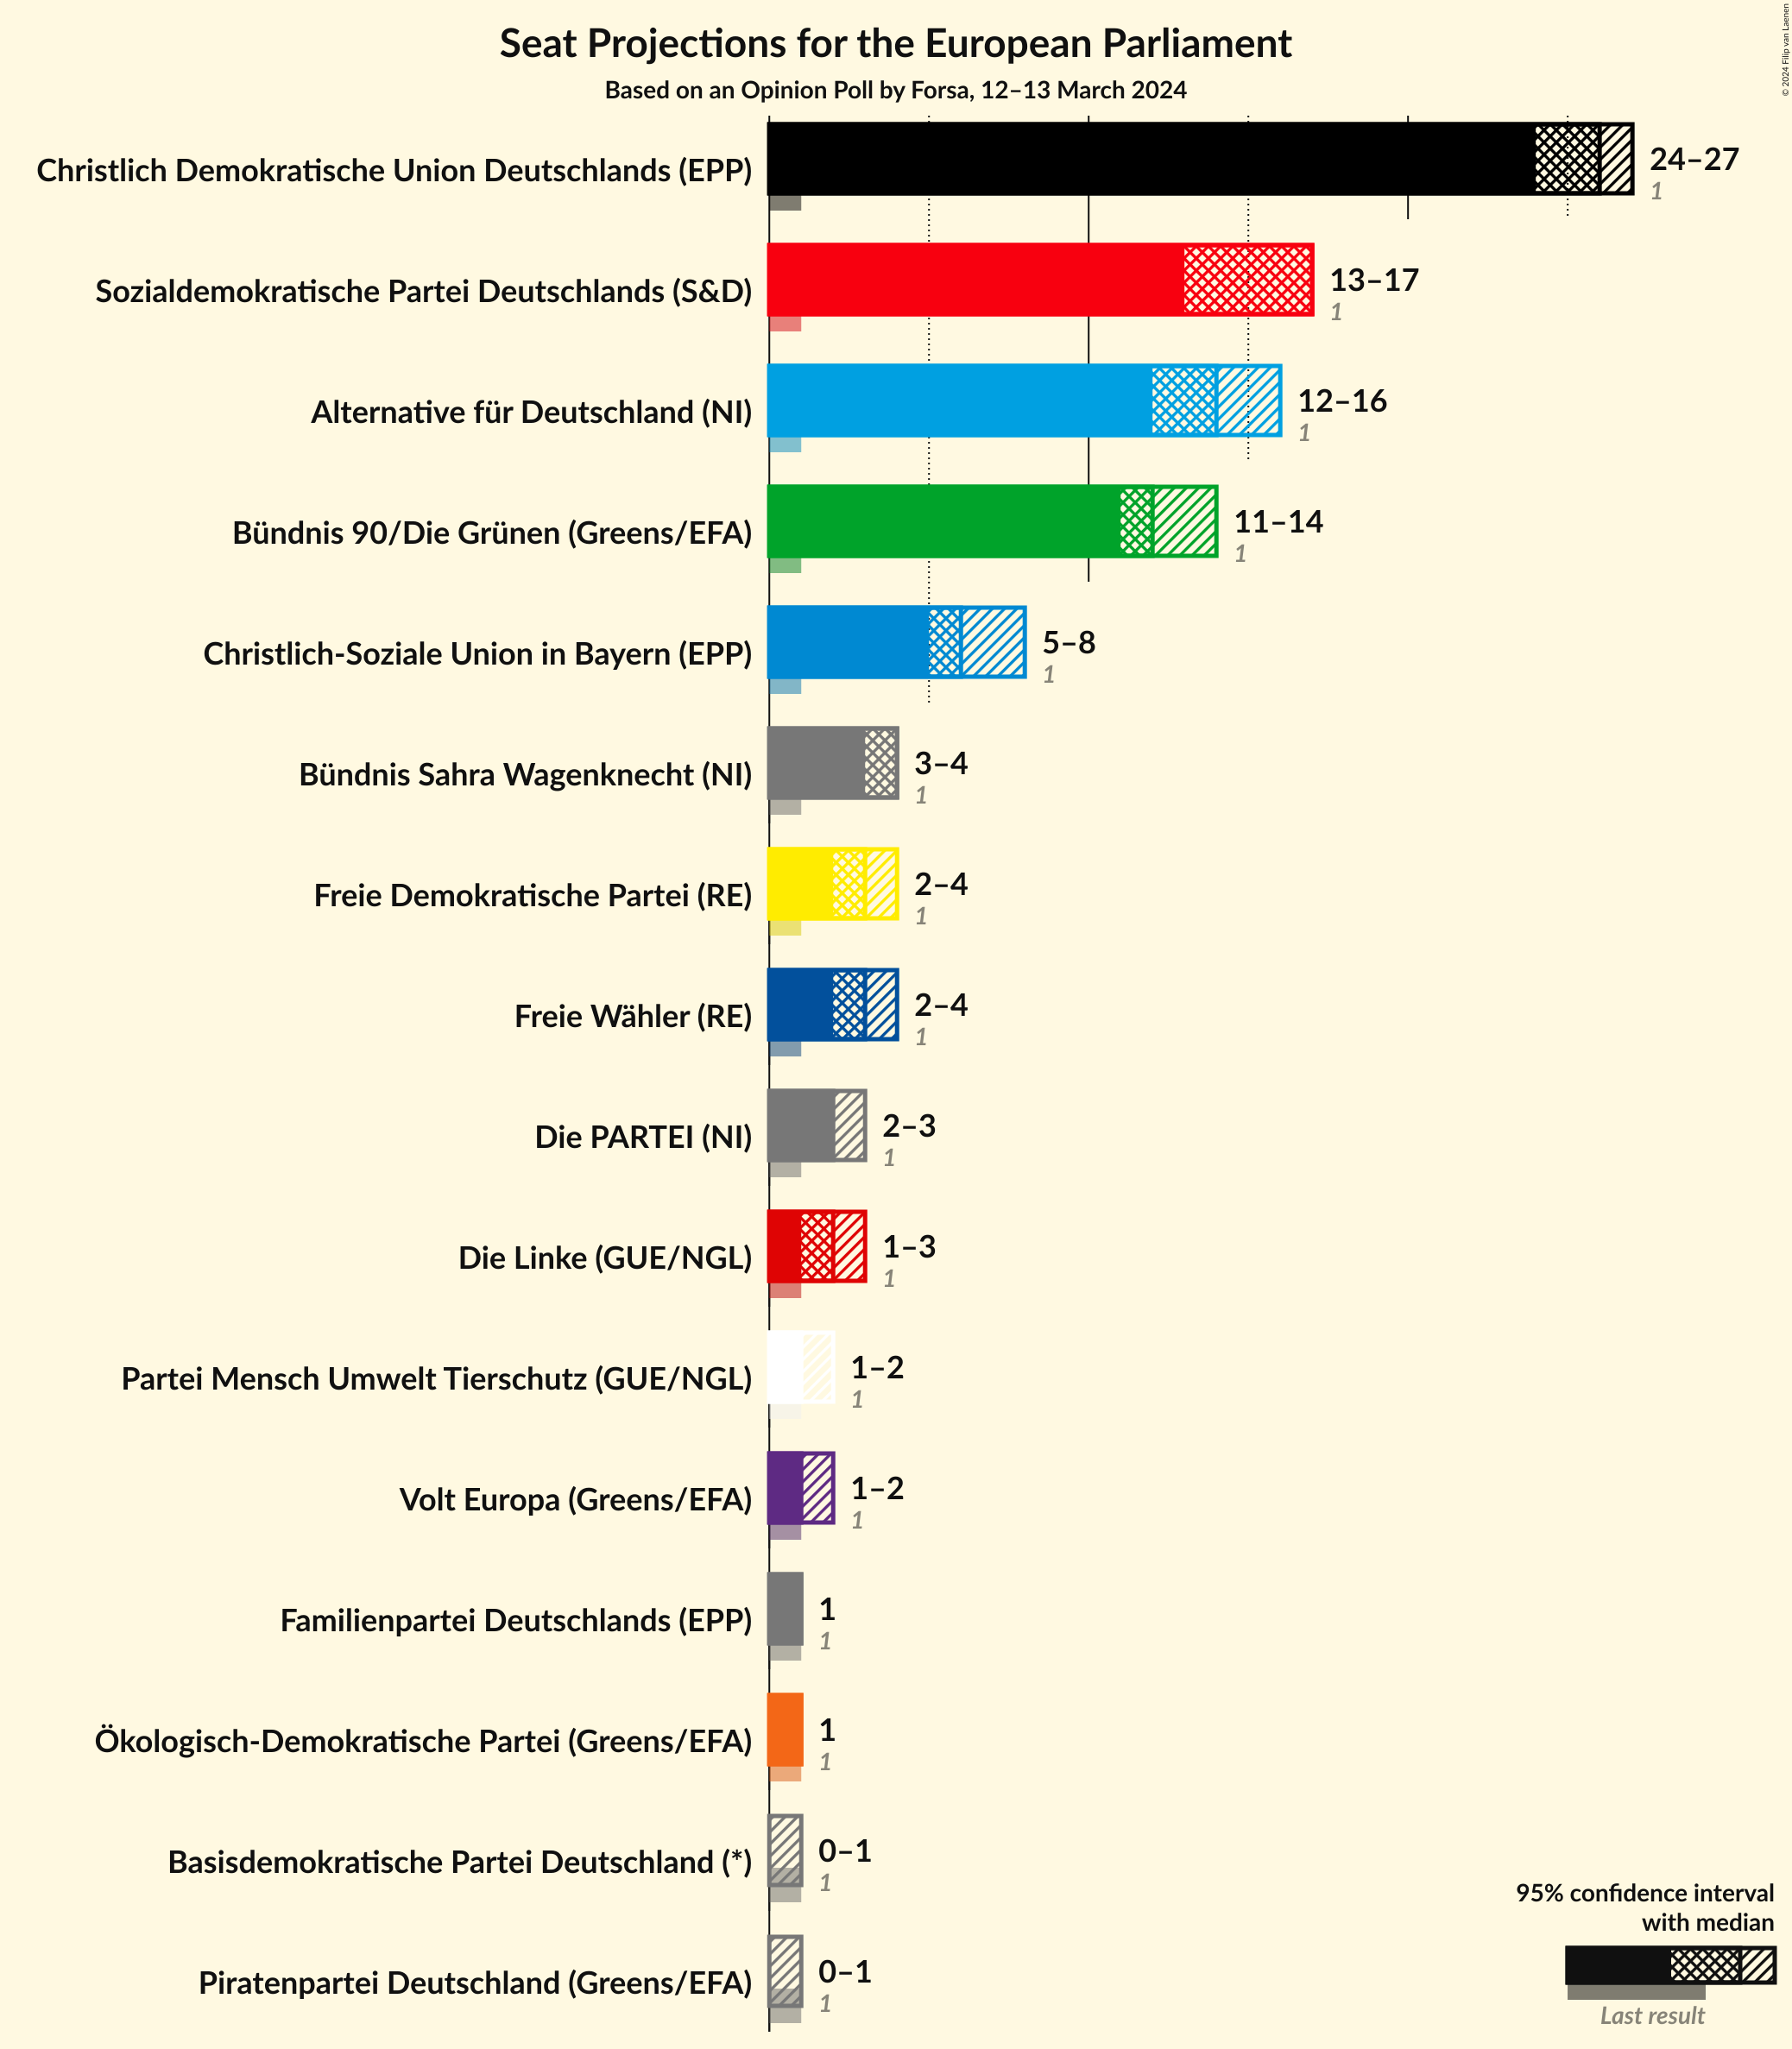 Seat Projections for the European Parliament
Based on an Opinion Poll by Forsa, 12–13 March 2024
© 2024 Filip van Laenen
Christlich Demokratische Union Deutschlands (EPP)
24–27
1
Sozialdemokratische Partei Deutschlands (S&D)
13–17
1
Alternative für Deutschland (NI)
12–16
1
Bündnis 90/Die Grünen (Greens/EFA)
11–14
1
Christlich-Soziale Union in Bayern (EPP)
5–8
1
Bündnis Sahra Wagenknecht (NI)
3–4
1
Freie Demokratische Partei (RE)
2–4
1
Freie Wähler (RE)
2–4
1
Die PARTEI (NI)
2–3
1
Die Linke (GUE/NGL)
1–3
1
Partei Mensch Umwelt Tierschutz (GUE/NGL)
1–2
1
Volt Europa (Greens/EFA)
1–2
1
Familienpartei Deutschlands (EPP)
1
1
Ökologisch-Demokratische Partei (Greens/EFA)
1
1
Basisdemokratische Partei Deutschland (*)
0–1
1
Piratenpartei Deutschland (Greens/EFA)
0–1
1
95% confidence interval
with median
Last result